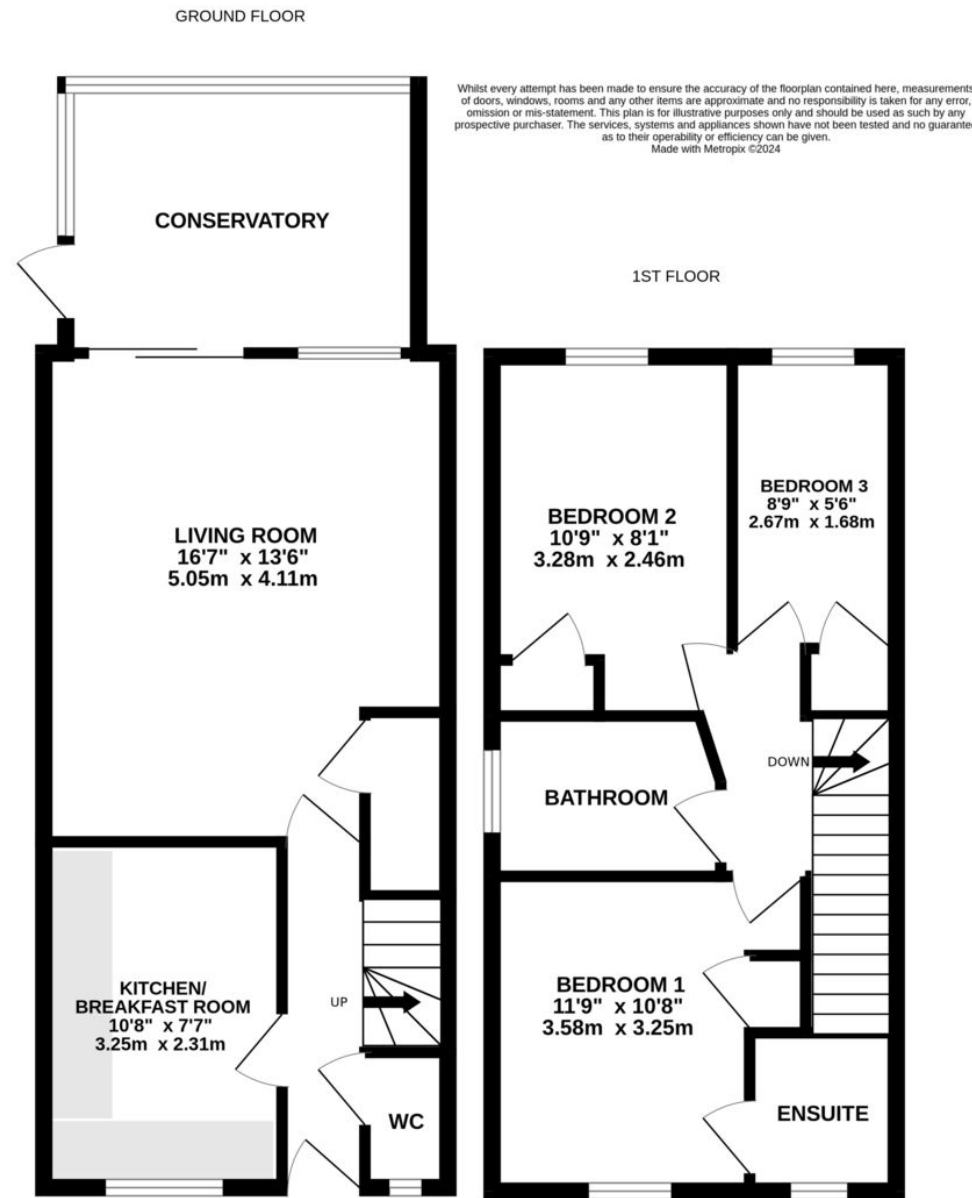 GROUND FLOOR
Whilst every attempt has been made to ensure the accuracy of the floorplan contained here, measurements
of doors, windows, rooms and any other items are approximate and no responsibility is taken for any error,
omission or mis-statement. This plan is for illustrative purposes only and should be used as such by any
prospective purchaser. The services, systems and appliances shown have not been tested and no guarantee
as to their operability or efficiency can be given.
Made with Metropix ©2024
CONSERVATORY
LIVING ROOM
16'7" x 13'6"
5.05m x 4.11m
KITCHEN/
BREAKFAST ROOM
10'8" x 7'7"
3.25m x 2.31m
UP
WC
1ST FLOOR
BEDROOM 2
10'9" x 8'1"
3.28m x 2.46m
BEDROOM 3
8'9" x 5'6"
2.67m x 1.68m
DOWN
BATHROOM
BEDROOM 1
11'9" x 10'8"
3.58m x 3.25m
ENSUITE